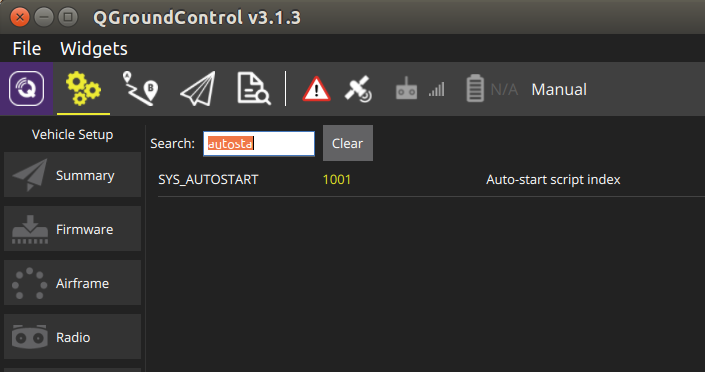 QGroundControl v3.1.3
File Widgets
B N/A Manual
Vehicle Setup
Search: autosta Clear
Summary
SYS_AUTOSTART 1001 Auto-start script index
Firmware
Airframe
Radio